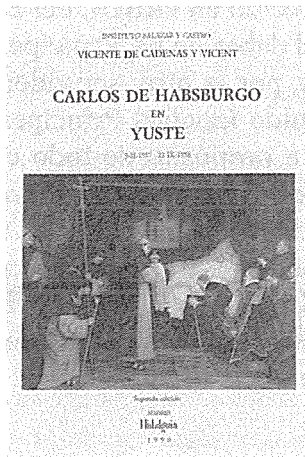 INSTITUTO SALAZAR Y CASTRO
VICENTE DE CADENAS Y VICENT
CARLOS DE HABSBURGO
EN
YUSTE
Segunda edición
MADRID
Hidalguía
1990